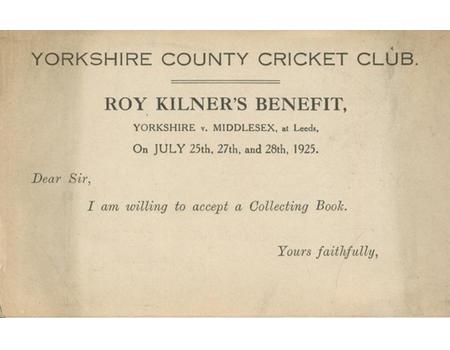 YORKSHIRE COUNTY CRICKET CLUB.
ROY KILNER'S BENEFIT,
YORKSHIRE v. MIDDLESEX, at Leeds,
On JULY 25th, 27th, and 28th, 1925.
Dear Sir,
I am willing to accept a Collecting Book.
Yours faithfully,